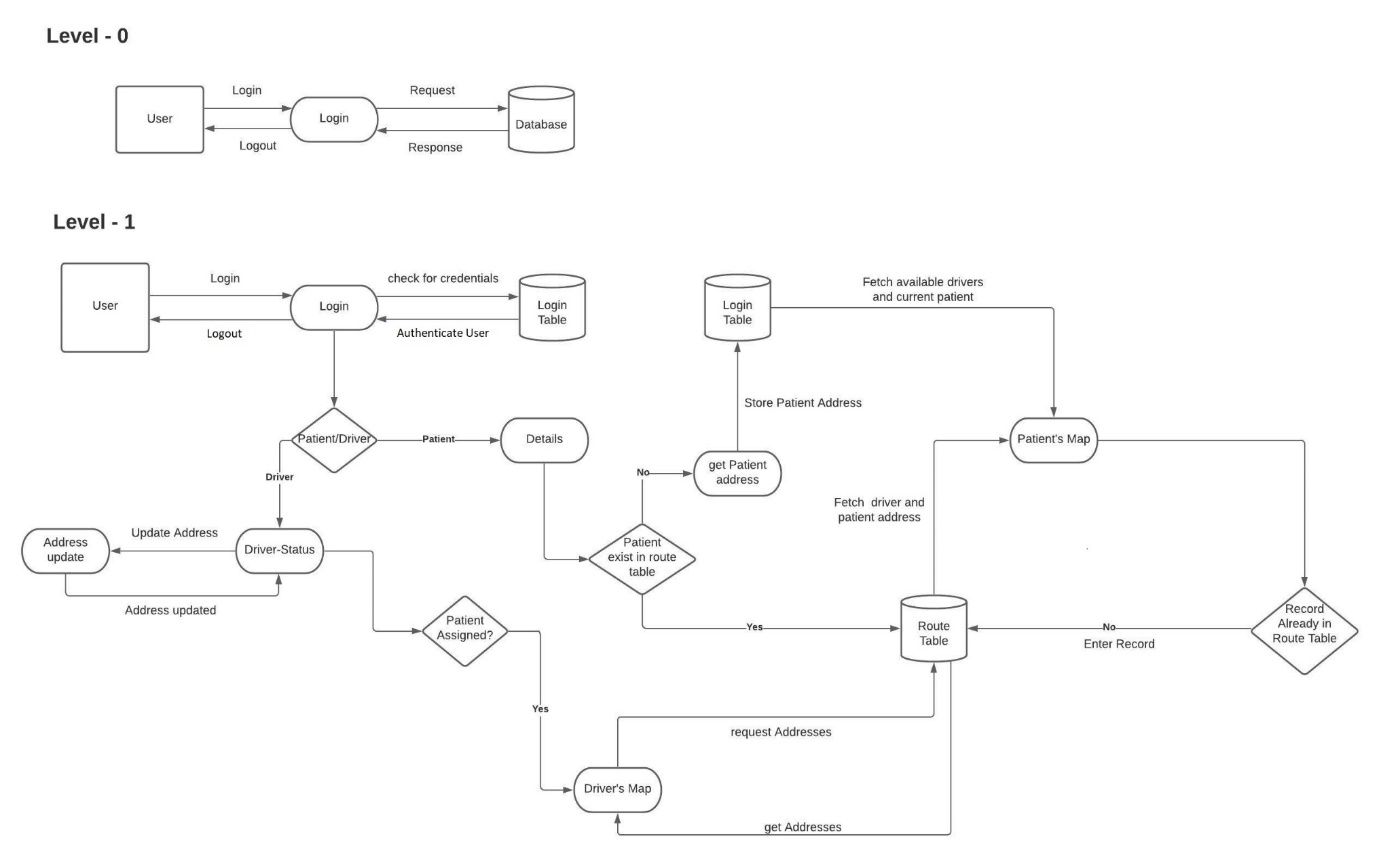 Level - 0
Login
Request
User
Login
Database
Logout
Response
Level - 1
Login
check for credentials
Fetch available drivers
and current patient
User
Login
Login
Table
Login
Table
Logout
Authenticate User
Store Patient Address
Patient/Driver
Patient
Details
Patient's Map
No
get Patient
address
Driver
Fetch driver and
patient address
Update Address
Address
update
Driver-Status
Patient
exist in route
table
Address updated
Patient
Assigned?
Yes
Route
Table
No
Enter Record
Record
Already in
Route Table
Yes
request Addresses
Driver's Map
get Addresses